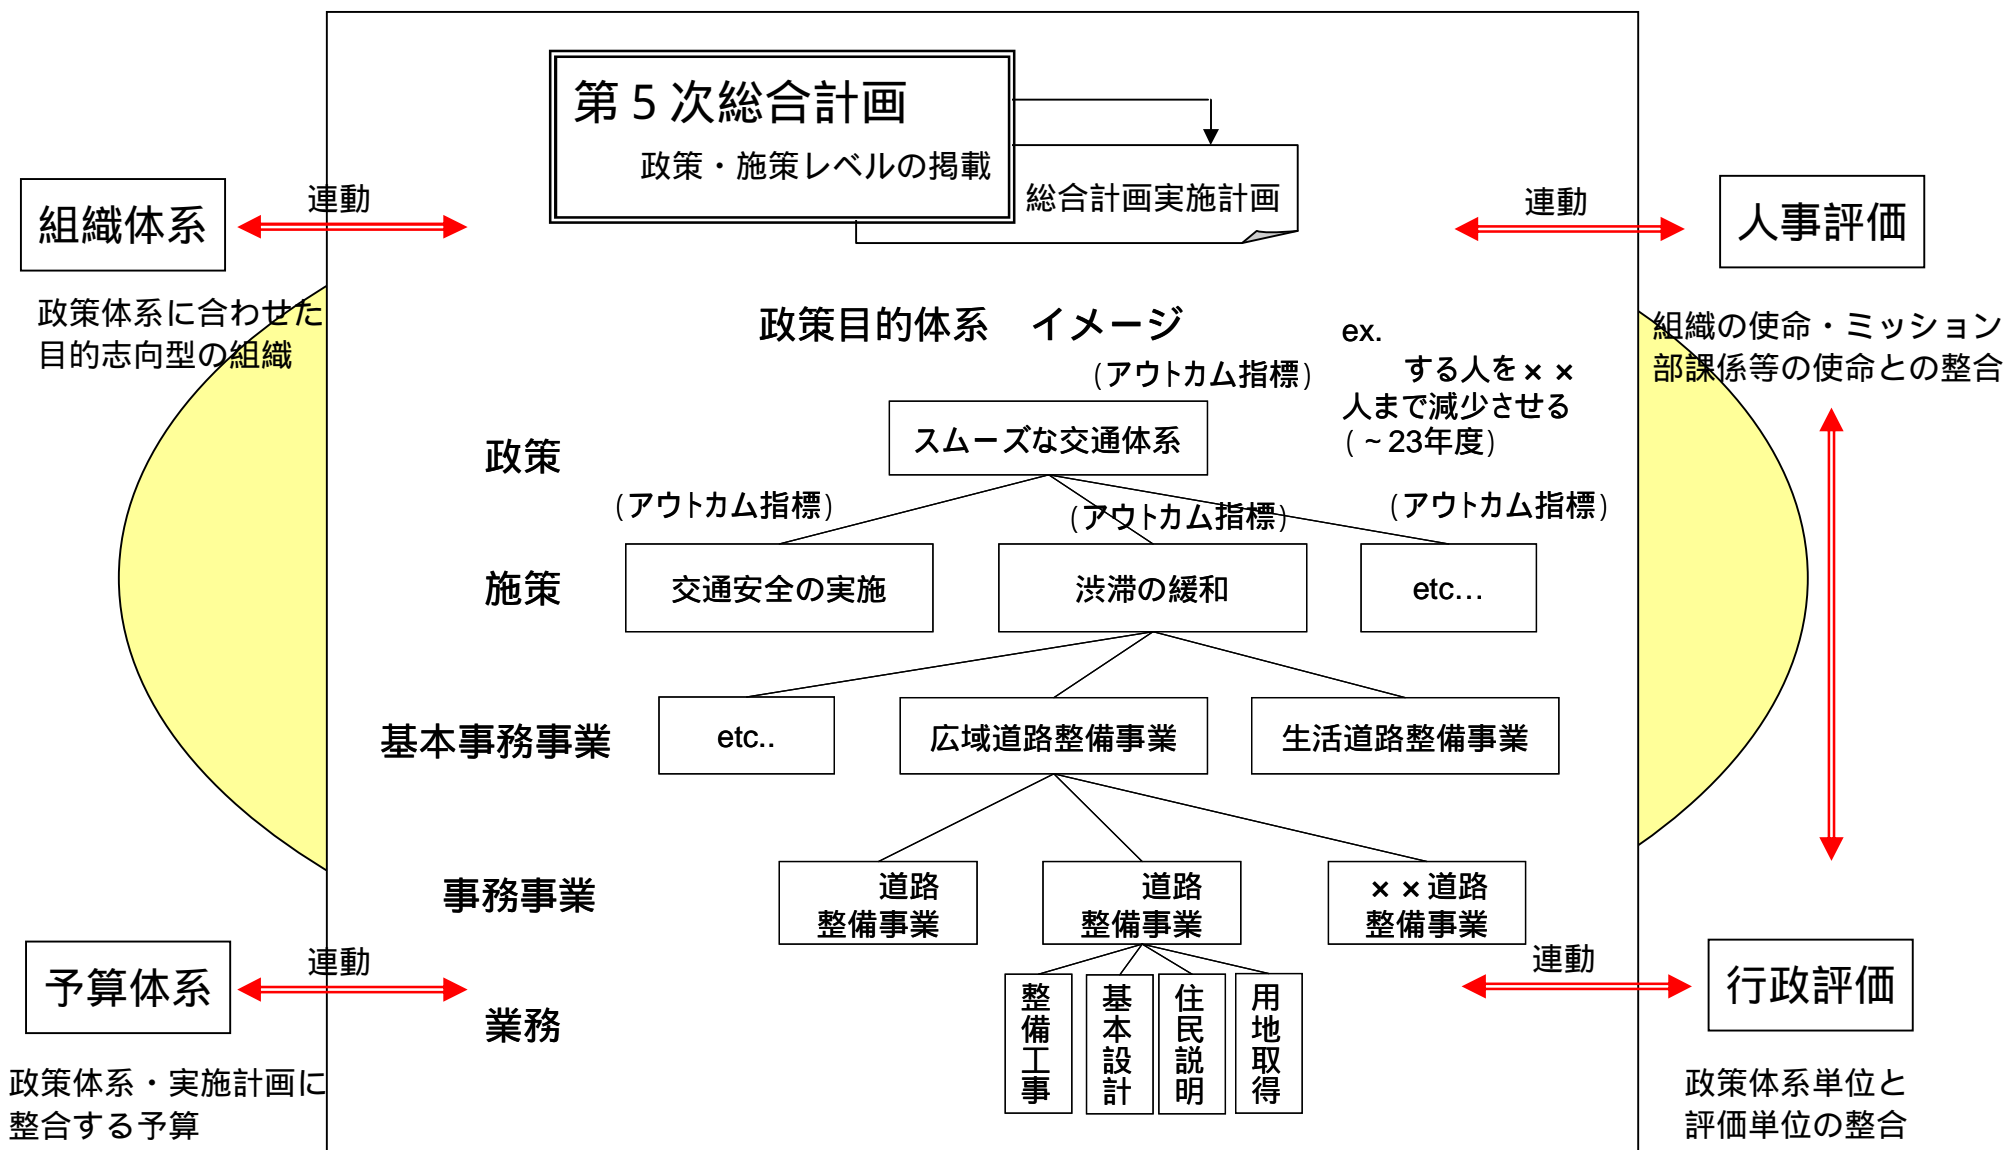 第5次総合計画
政策・施策レベルの掲載
総合計画実施計画
組織体系
連動
政策体系に合わせた
目的志向型の組織
連動
人事評価
組織の使命・ミッション
部課係等の使命との整合
政策目的体系　イメージ
ex.
する人を××
人まで減少させる
(~23年度)
(アウトカム指標)
政策
スムーズな交通体系
(アウトカム指標)
(アウトカム指標)
(アウトカム指標)
施策
交通安全の実施
渋滞の緩和
etc…
基本事務事業
etc..
広域道路整備事業
生活道路整備事業
事務事業
道路
整備事業
道路
整備事業
××道路
整備事業
業務
整備工事
基本設計
住民説明
用地取得
予算体系
連動
政策体系・実施計画に
整合する予算
連動
行政評価
政策体系単位と
評価単位の整合